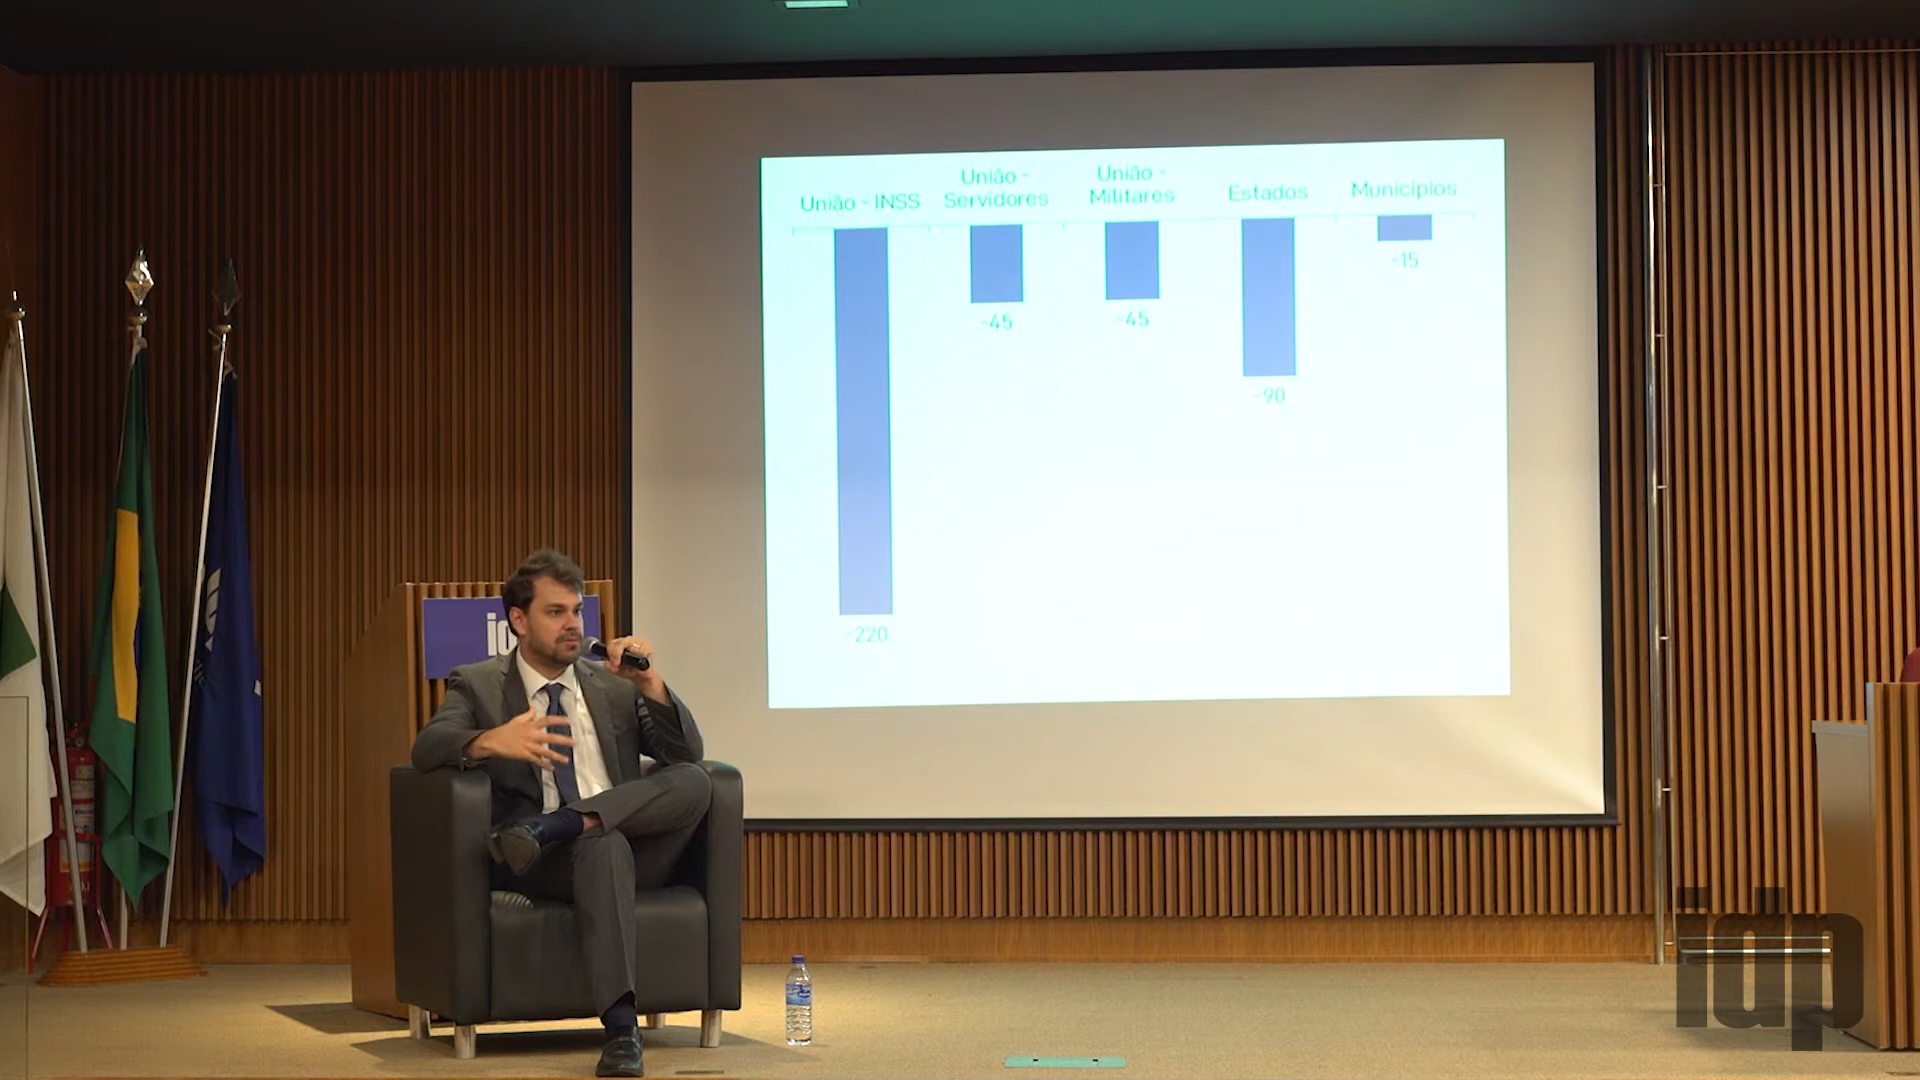 União -
União -
União - INSS
Servidores
Militares
Estados
Municípios
-15
-45
-45
-90
-220
idp